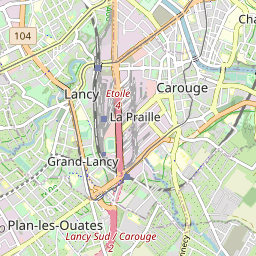 Cha
104
Lancy
Etoile
4
Carouge
La Praille
Grand-Lancy
Plan-les-Ouates
Lancy Sud / Carouge
2